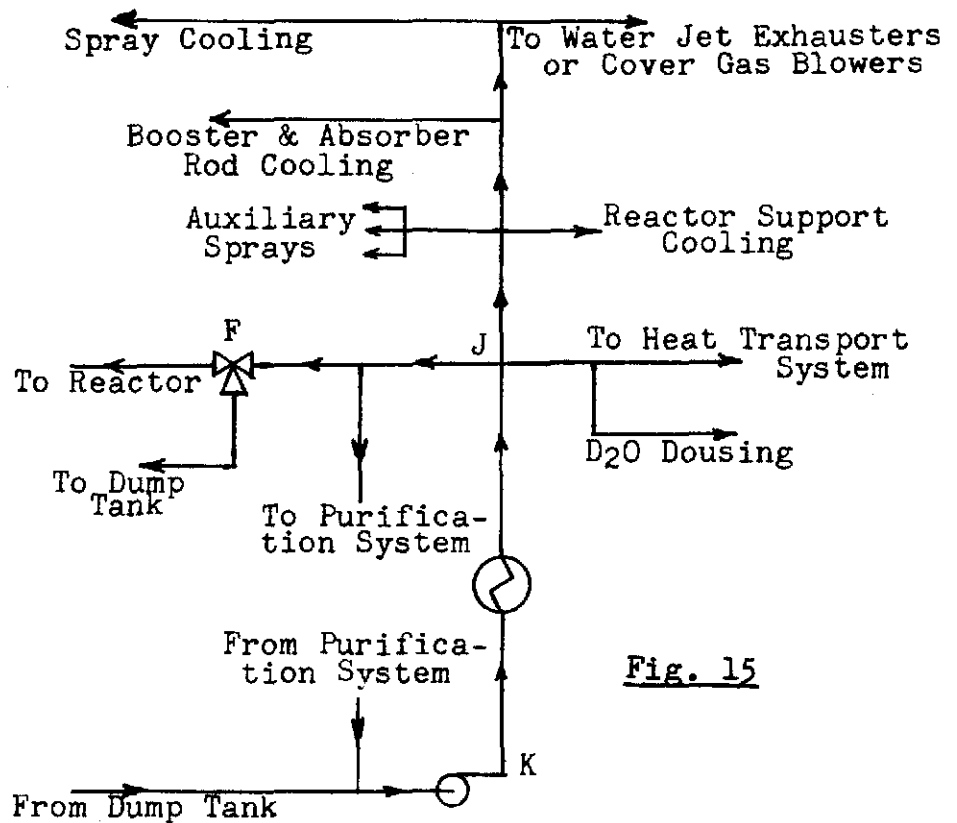 Spray Cooling
To Water Jet Exhausters
or Cover Gas Blowers
Booster & Absorber
Rod Cooling
Auxiliary
Sprays
Reactor Support
Cooling
F
J
To Heat Transport
System
To Reactor
D2O Dousing
To Dump
Tank
To Purifica-
tion System
From Purifica-
tion System
Fig. 15
K
From Dump Tank